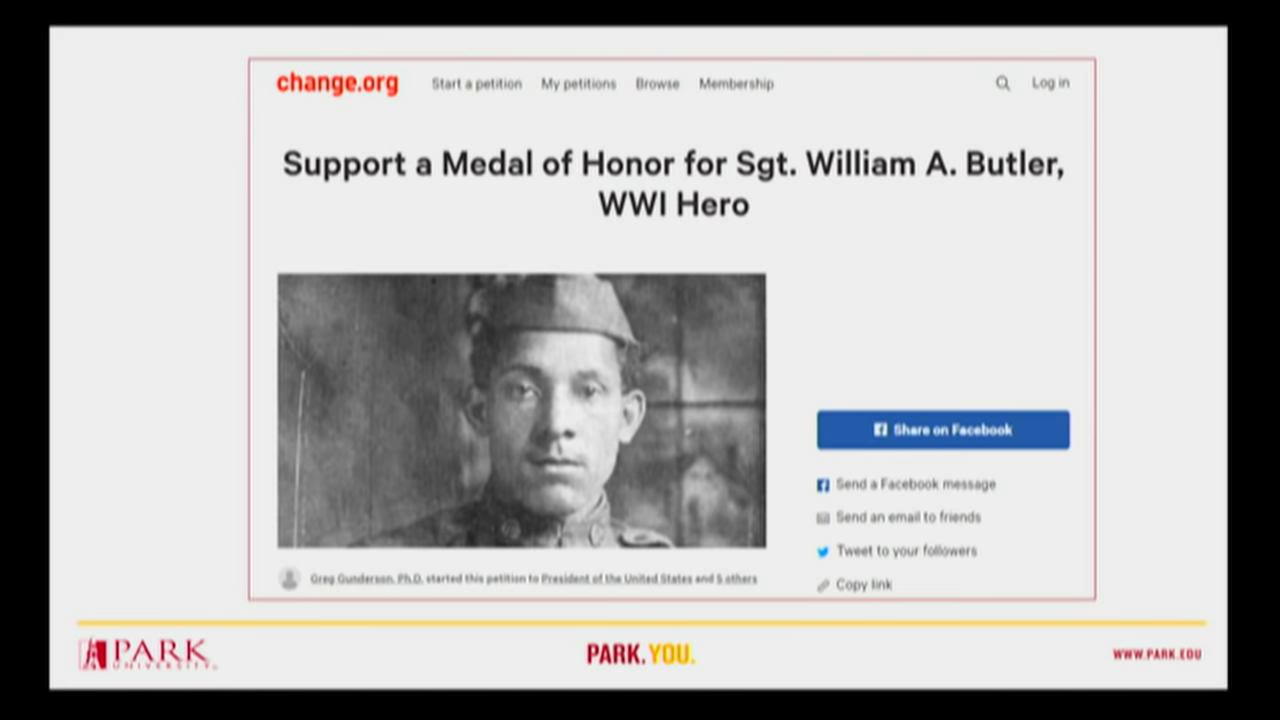 change.org Start a petition My petitions Browse Membership Log in
Support a Medal of Honor for Sgt. William A. Butler,
WWI Hero
Share on Facebook
Send a Facebook message
Send an email to friends
Tweet to your followers
Copy link
Greg Gunderson, Ph.D. started this petition to President of the United States and 5 others
PARK
UNIVERSITY
PARK.YOU.
WWW.PARK.EDU